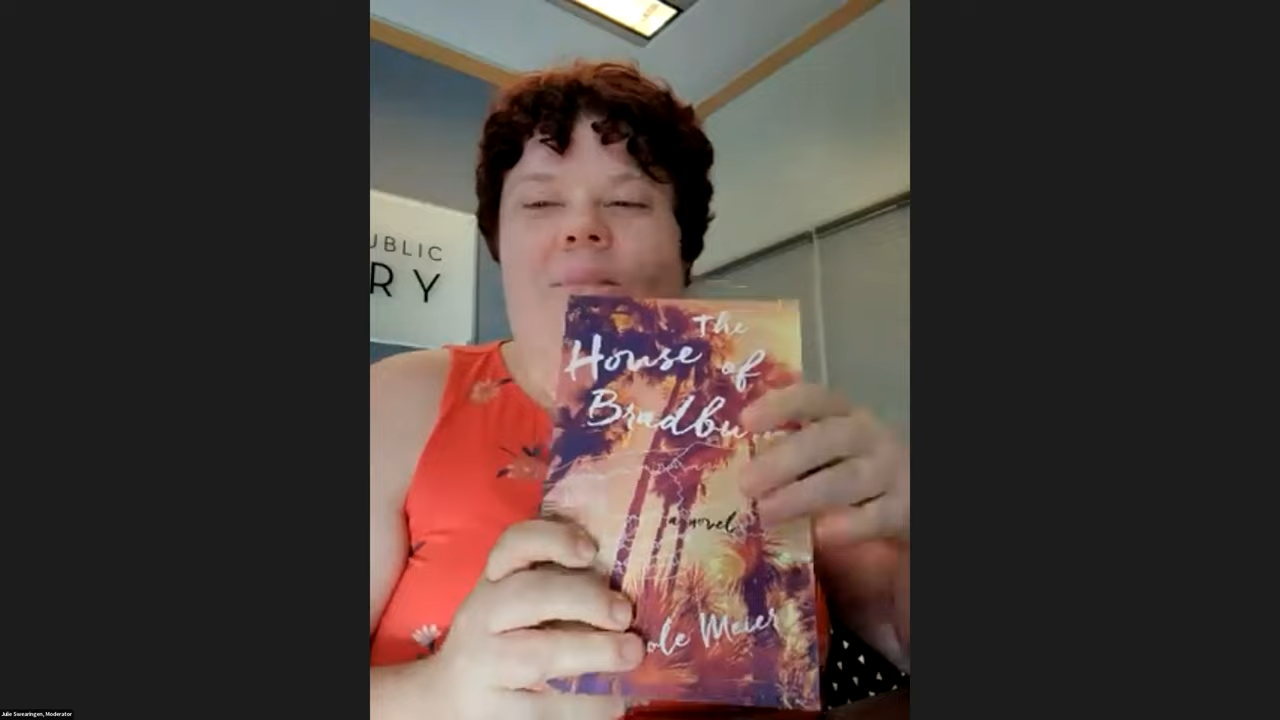 UBLIC
RY
The
House of
Bradbu
a novel
ole Meier
Julie Swearingen, Moderator